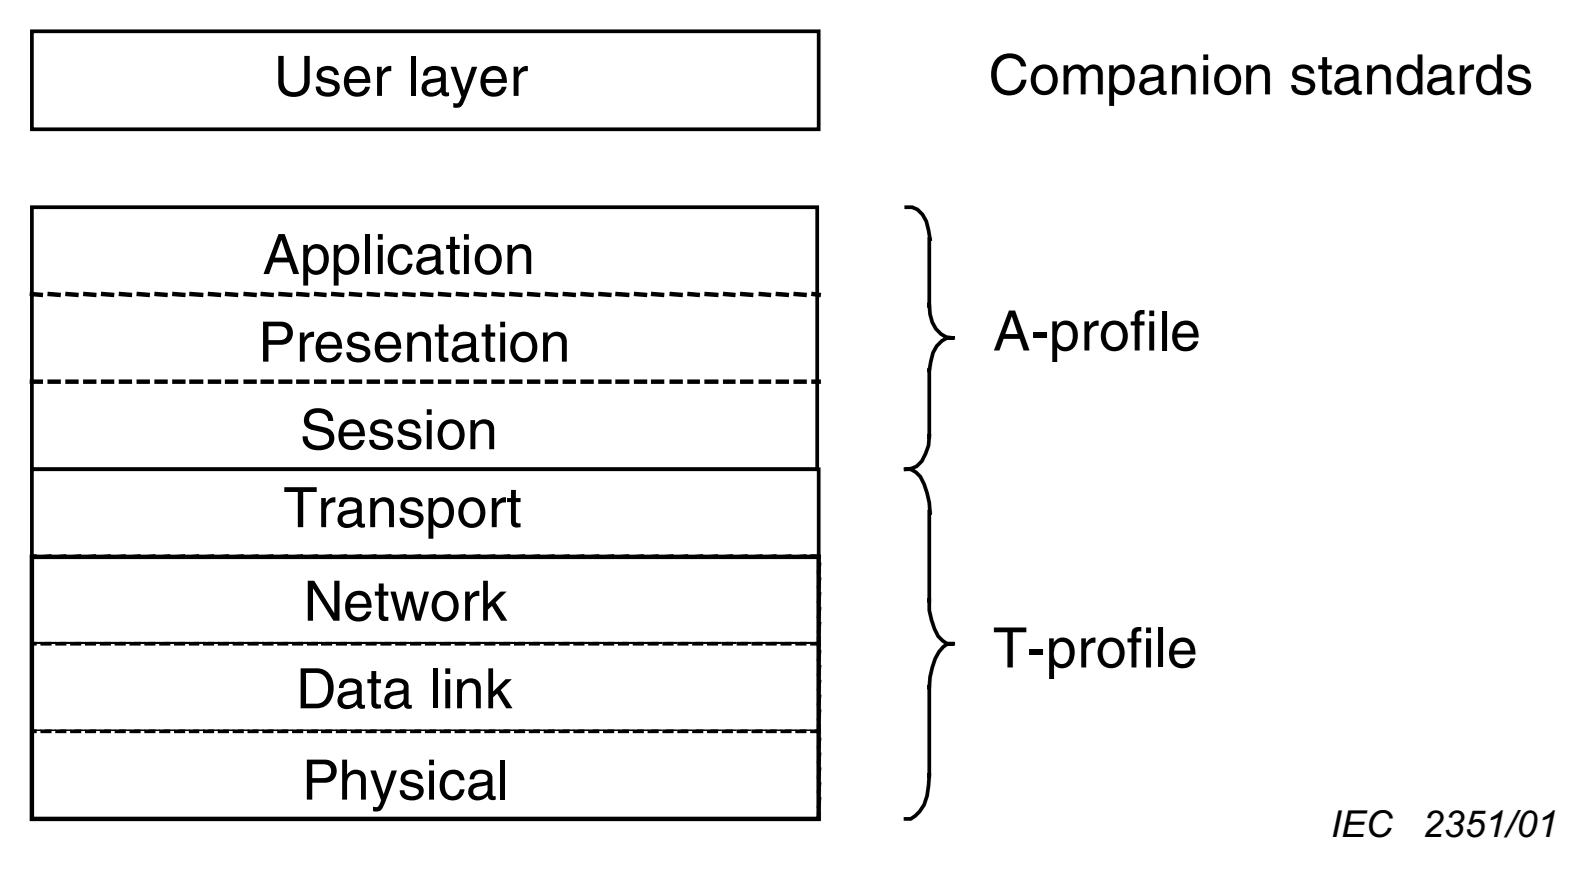 User layer
Companion standards
Application
Presentation
A-profile
Session
Transport
Network
T-profile
Data link
Physical
IEC 2351/01